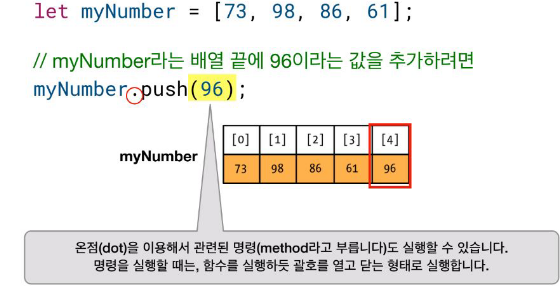 let myNumber = [73, 98, 86, 61];
// myNumber라는 배열 끝에 96이라는 값을 추가하려면
myNumber.push(96);
[0] [1] [2] [3] [4]
myNumber
73 98 86 61 96
온점(dot)을 이용해서 관련된 명령(method라고 부릅니다)도 실행할 수 있습니다.
명령을 실행할 때는, 함수를 실행하듯 괄호를 열고 닫는 형태로 실행합니다.